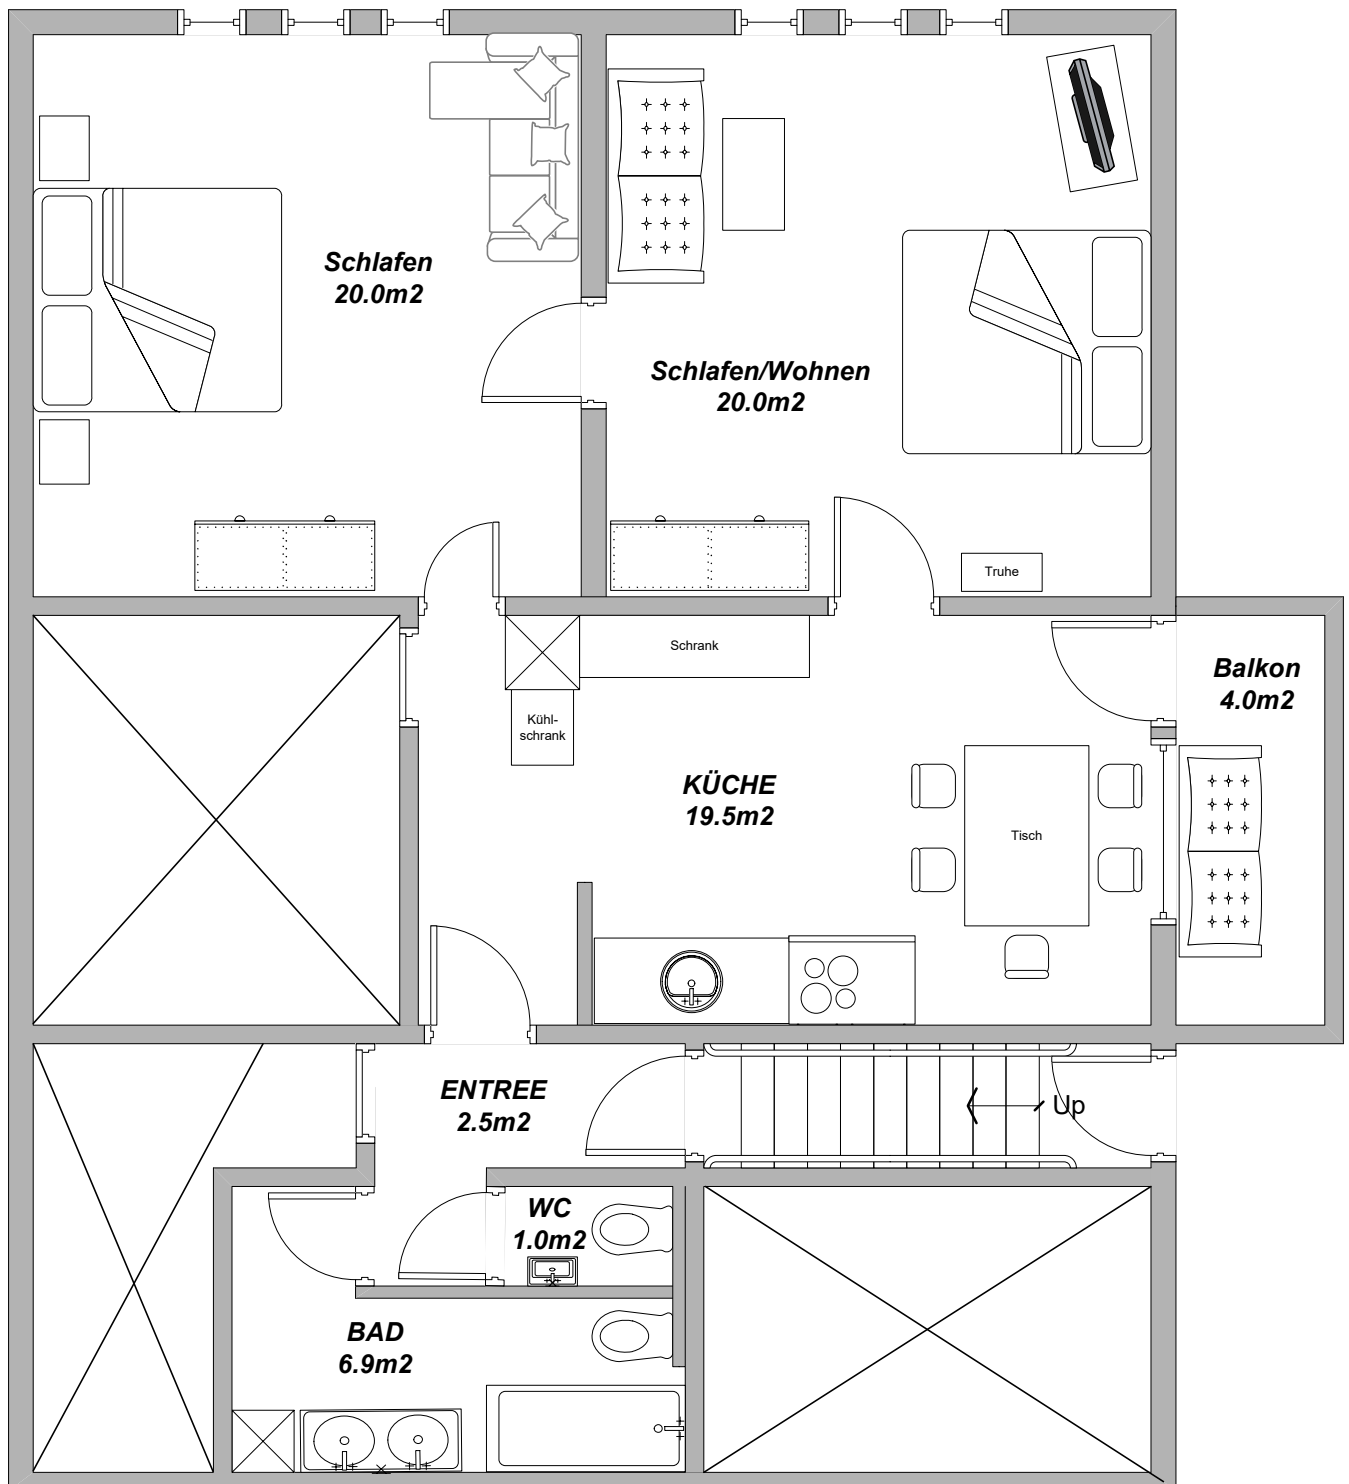 Schlafen
20.0m2
Schlafen/Wohnen
20.0m2
Truhe
Schrank
Kühl-
schrank
Balkon
4.0m2
KÜCHE
19.5m2
Tisch
ENTREE
2.5m2
Up
WC
1.0m2
BAD
6.9m2